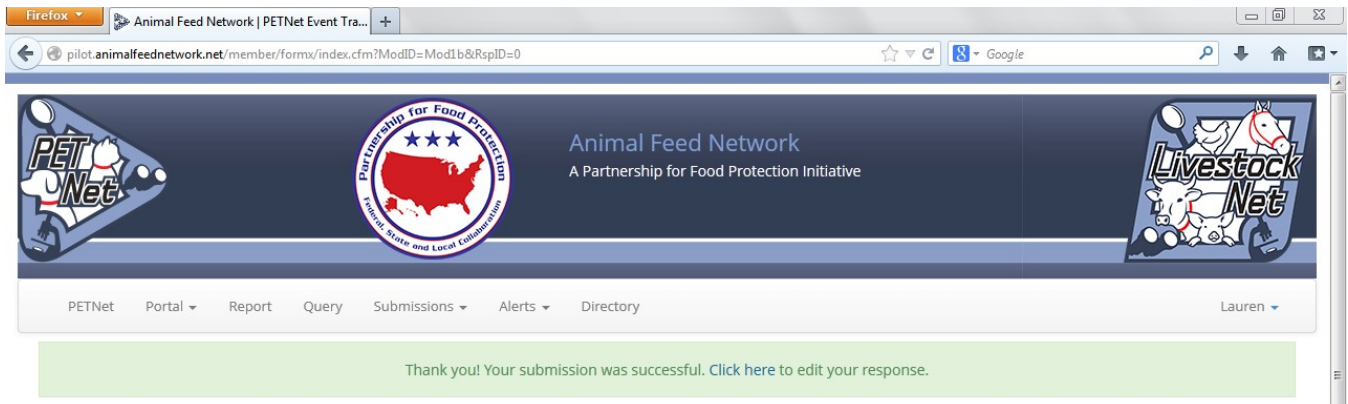 Firefox
Animal Feed Network | PETNet Event Tra...
pilot.animalfeednetwork.net/member/formx/index.cfm?ModID=Mod1b&RspID=0
8 Google
PET Net
Partnership for Food Protection
Federal, State and Local Collaboration
Animal Feed Network
A Partnership for Food Protection Initiative
Livestock Net
PETNet Portal Report Query Submissions Alerts Directory Lauren
Thank you! Your submission was successful. Click here to edit your response.